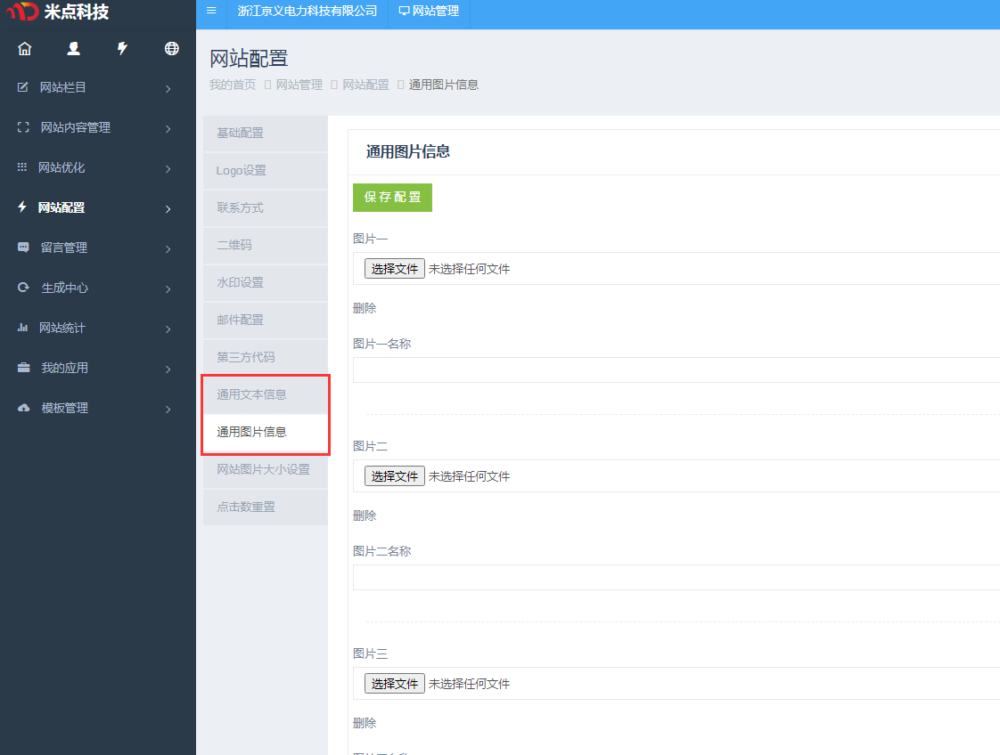 米点科技
浙江京义电力科技有限公司
网站管理
网站栏目
网站内容管理
网站优化
网站配置
留言管理
生成中心
网站统计
我的应用
模板管理
网站配置
我的首页 网站管理 网站配置 通用图片信息
基础配置
Logo设置
联系方式
二维码
水印设置
邮件配置
第三方代码
通用文本信息
通用图片信息
网站图片大小设置
点击数重置
通用图片信息
保存配置
图片一
选择文件 未选择任何文件
删除
图片一名称
图片二
选择文件 未选择任何文件
删除
图片二名称
图片三
选择文件 未选择任何文件
删除